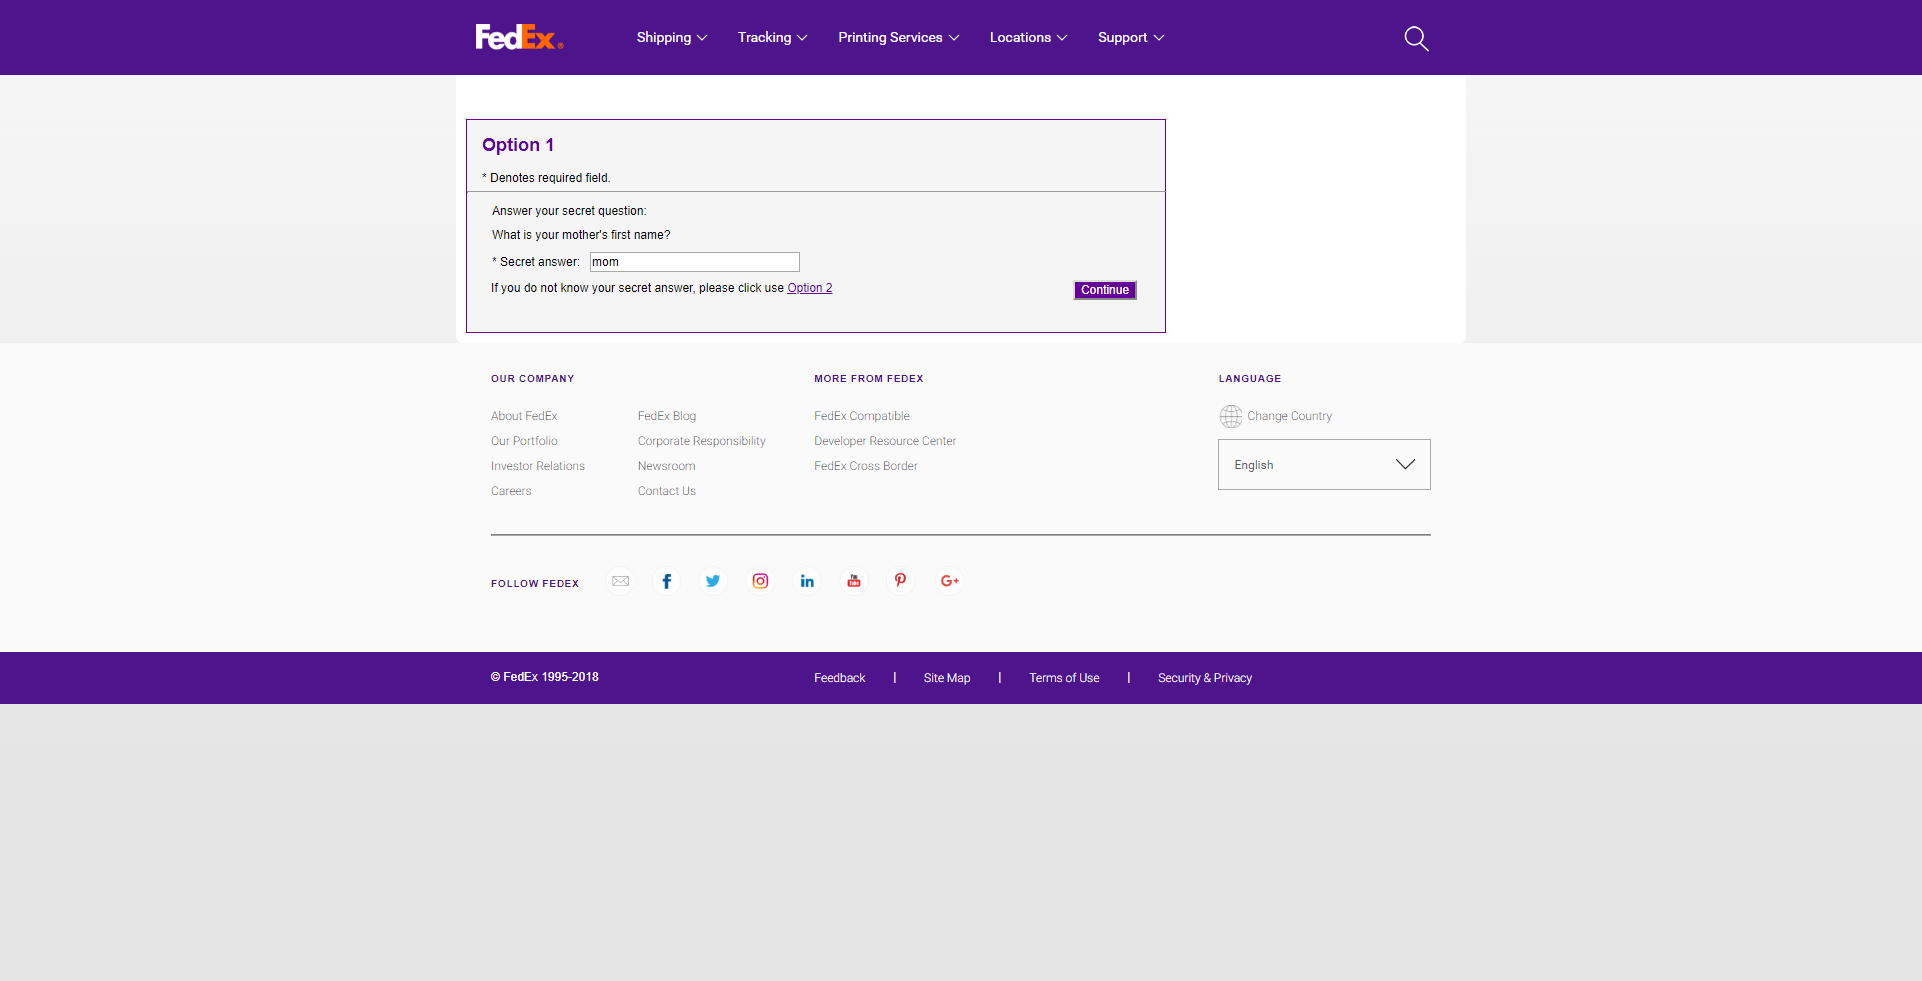 FedEx®
Shipping
Tracking
Printing Services
Locations
Support
Option 1
* Denotes required field.
Answer your secret question:
What is your mother's first name?
* Secret answer: mom
If you do not know your secret answer, please click use Option 2
Continue
OUR COMPANY
About FedEx
Our Portfolio
Investor Relations
Careers
FedEx Blog
Corporate Responsibility
Newsroom
Contact Us
MORE FROM FEDEX
FedEx Compatible
Developer Resource Center
FedEx Cross Border
LANGUAGE
Change Country
English
FOLLOW FEDEX
© FedEx 1995-2018
Feedback | Site Map | Terms of Use | Security & Privacy